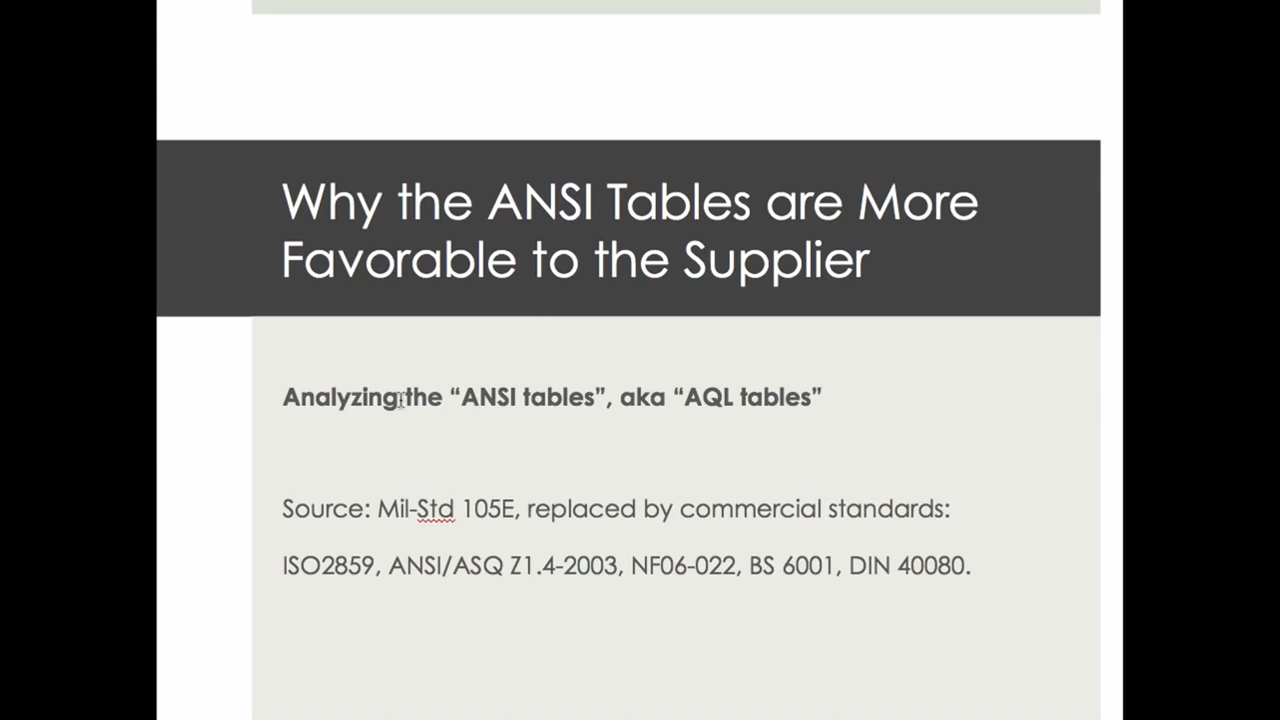 Why the ANSI Tables are More
Favorable to the Supplier
Analyzing the “ANSI tables”, aka “AQL tables”
Source: Mil-Std 105E, replaced by commercial standards:
ISO2859, ANSI/ASQ Z1.4-2003, NF06-022, BS 6001, DIN 40080.